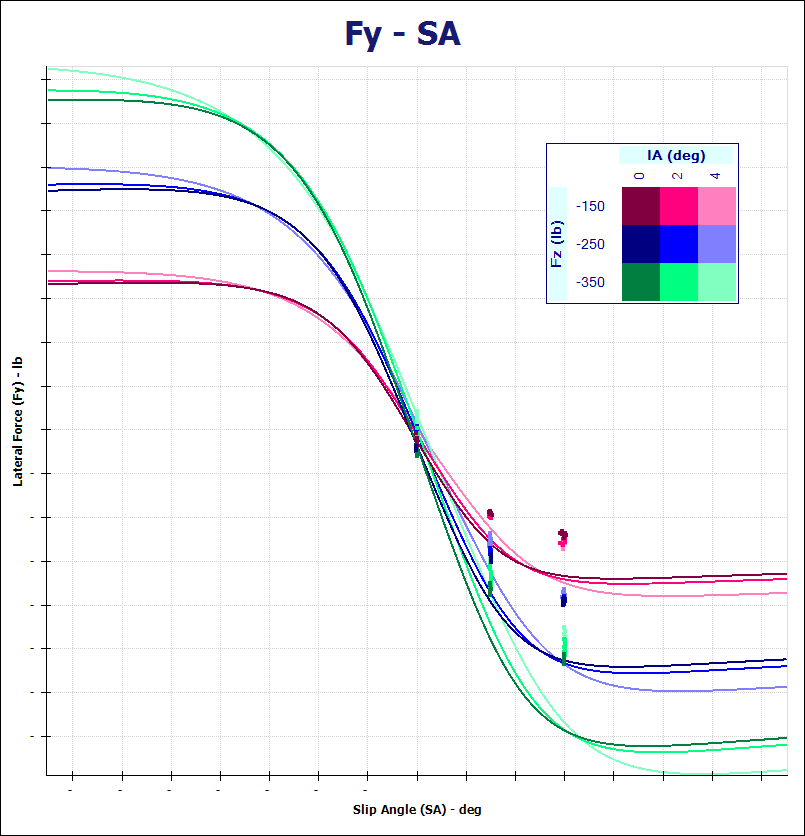 Fy - SA
IA (deg)
0 2 4
Fz (lb)
-150
-250
-350
Lateral Force (Fy) - lb
-
-
-
-
-
-
-
- - - - - - -
Slip Angle (SA) - deg